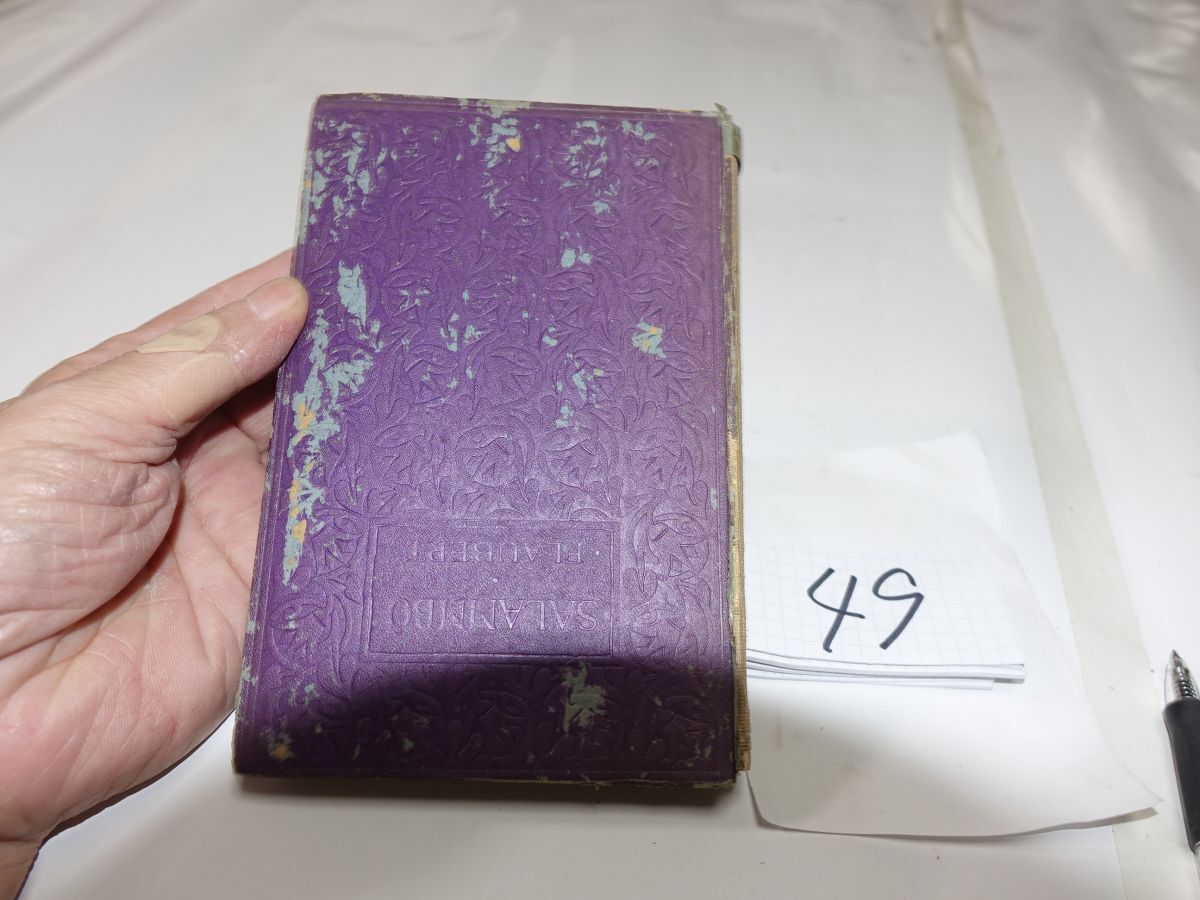 SALAMMBÔ
· FLAUBERT ·
49